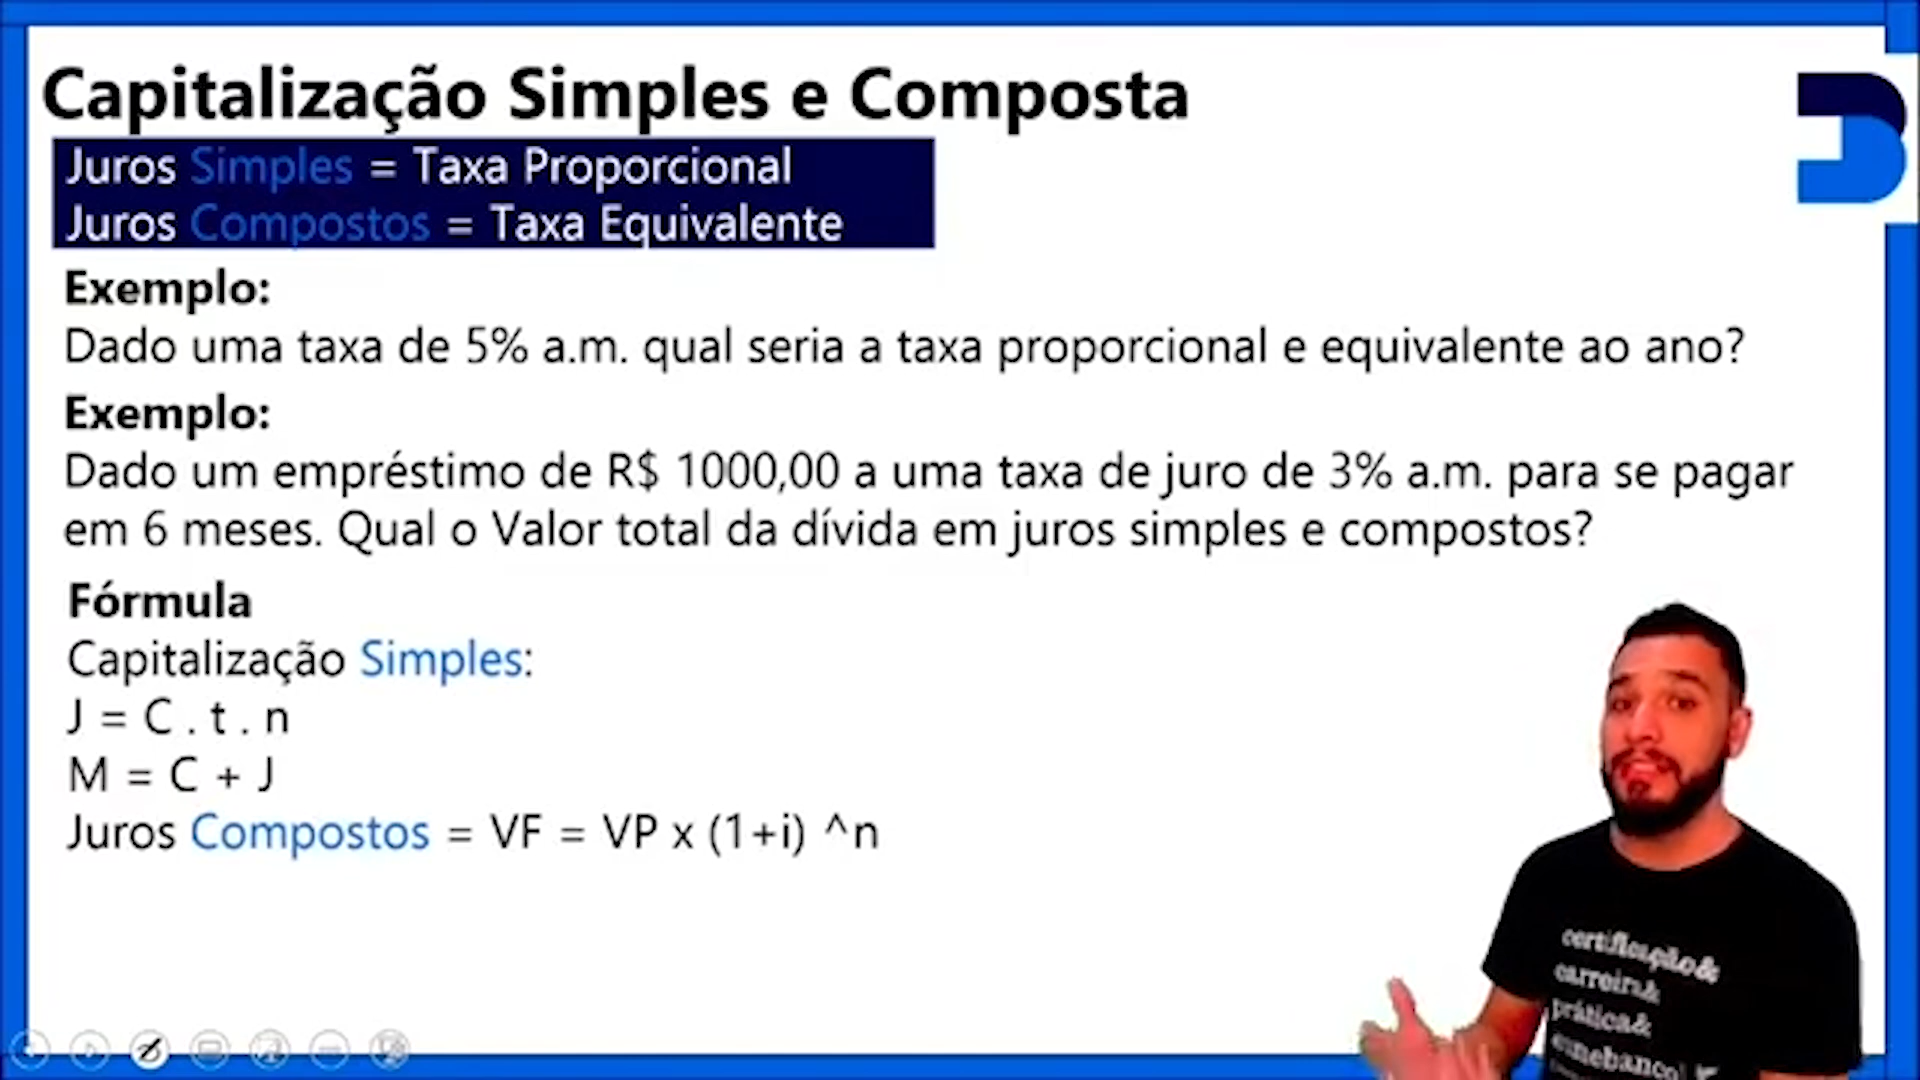 Capitalização Simples e Composta
Juros Simples = Taxa Proporcional
Juros Compostos = Taxa Equivalente
Exemplo:
Dado uma taxa de 5% a.m. qual seria a taxa proporcional e equivalente ao ano?
Exemplo:
Dado um empréstimo de R$ 1000,00 a uma taxa de juro de 3% a.m. para se pagar
em 6 meses. Qual o Valor total da dívida em juros simples e compostos?
Fórmula
Capitalização Simples:
J = C . t . n
M = C + J
Juros Compostos = VF = VP x (1+i) ^n
certificação&
carreira&
prática&